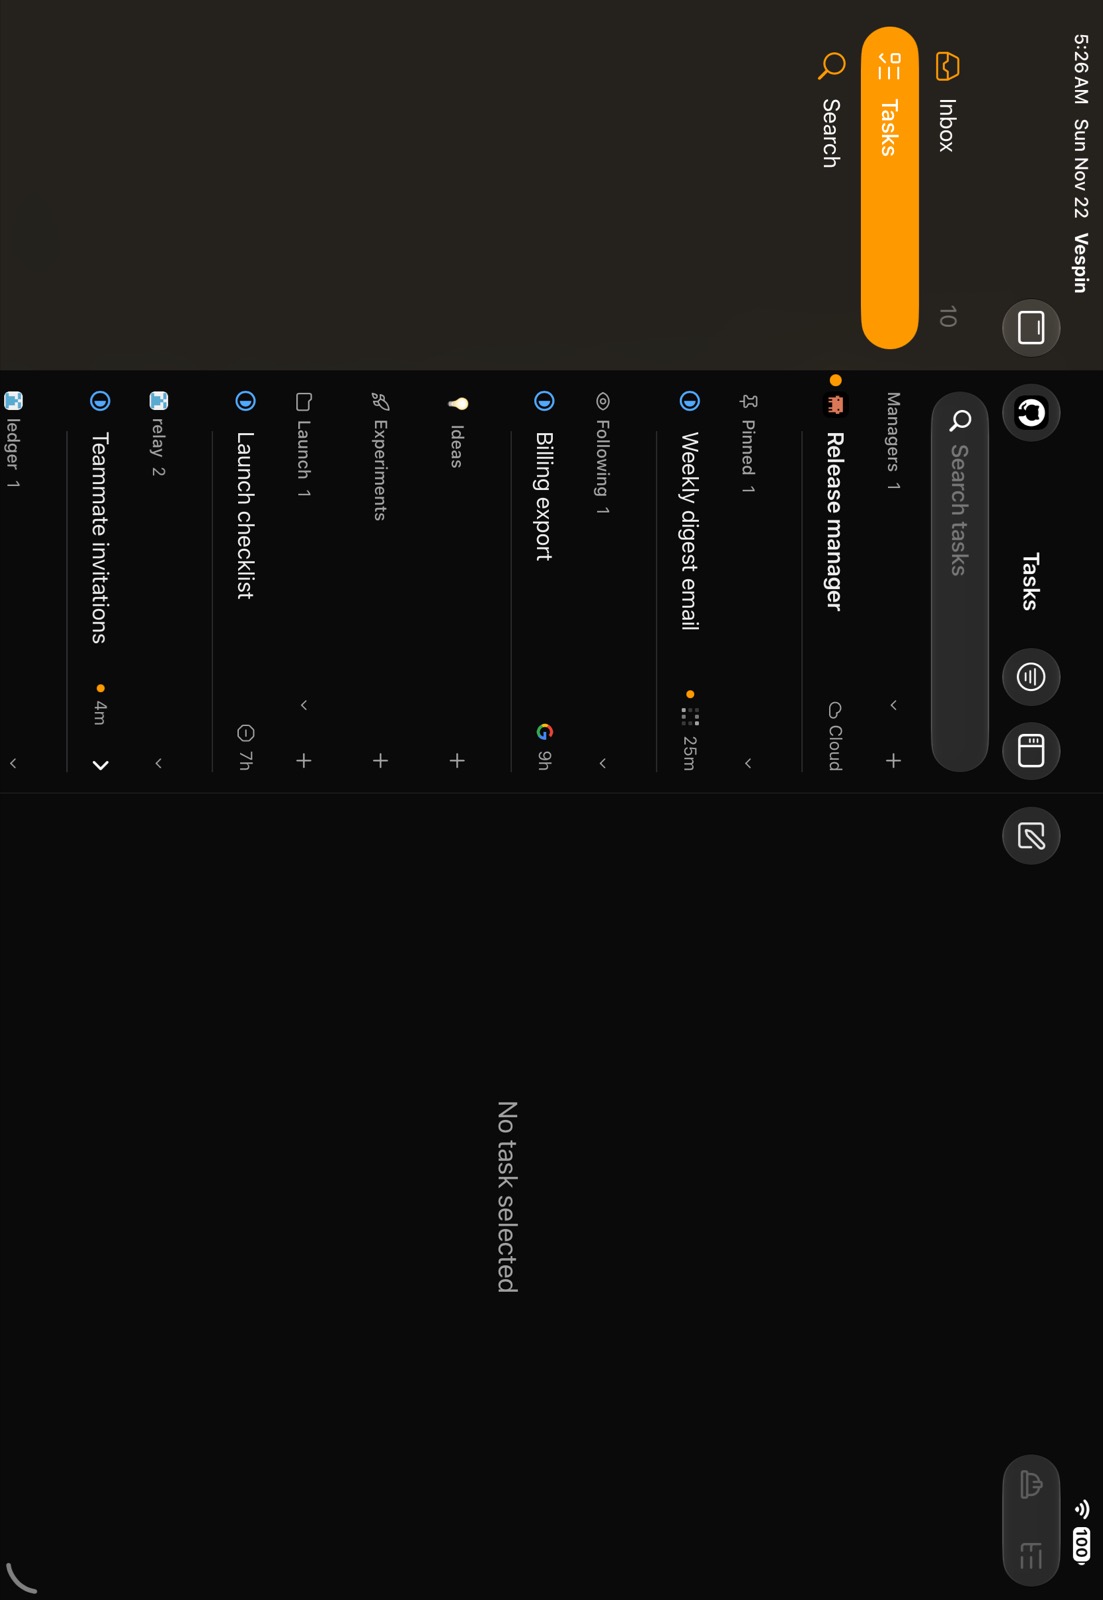 5:26 AM Sun Nov 22 Vespin
100
Tasks
Inbox 10
Tasks
Search
Search tasks
Managers 1
Release manager Cloud
Pinned 1
Weekly digest email 25m
Following 1
Billing export 9h
Ideas
Experiments
Launch 1
Launch checklist 7h
relay 2
Teammate invitations 4m
ledger 1
No task selected